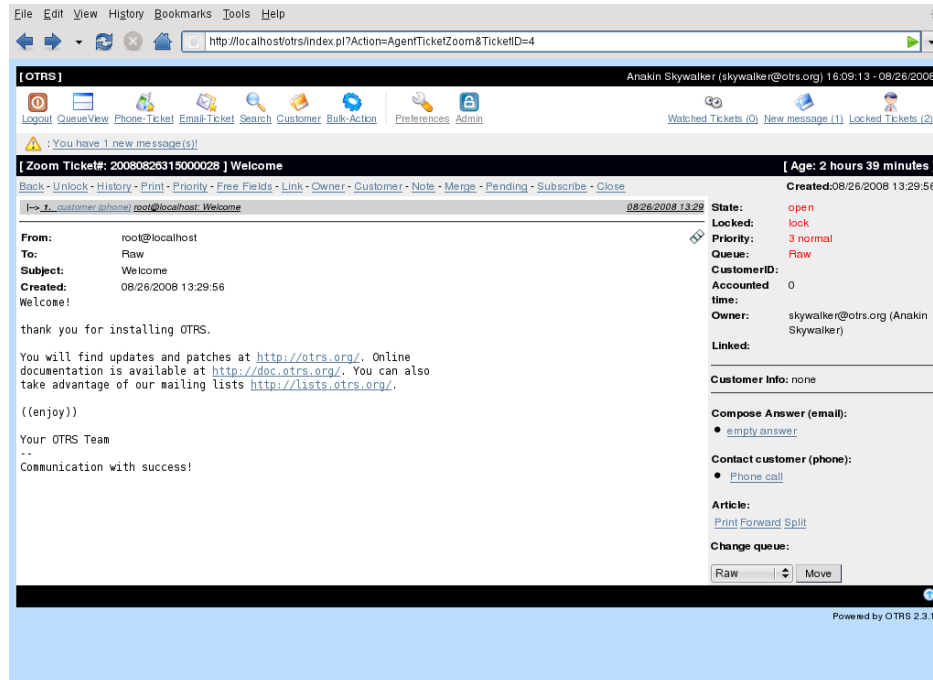 File Edit View History Bookmarks Tools Help
http://localhost/otrs/index.pl?Action=AgentTicketZoom&TicketID=4
[ OTRS ]
Anakin Skywalker (skywalker@otrs.org) 16:09:13 - 08/26/2008
Logout QueueView Phone-Ticket Email-Ticket Search Customer Bulk-Action Preferences Admin
Watched Tickets (0) New message (1) Locked Tickets (2)
: You have 1 new message(s)!
[ Zoom Ticket#: 20080826315000028 ] Welcome
[ Age: 2 hours 39 minutes
Back - Unlock - History - Print - Priority - Free Fields - Link - Owner - Customer - Note - Merge - Pending - Subscribe - Close
Created:08/26/2008 13:29:56
|--> 1. customer (phone) root@localhost: Welcome 08/26/2008 13:29
From: root@localhost
To: Raw
Subject: Welcome
Created: 08/26/2008 13:29:56
Welcome!
thank you for installing OTRS.
You will find updates and patches at http://otrs.org/. Online
documentation is available at http://doc.otrs.org/. You can also
take advantage of our mailing lists http://lists.otrs.org/.
((enjoy))
Your OTRS Team
--
Communication with success!
State: open
Locked: lock
Priority: 3 normal
Queue: Raw
CustomerID:
Accounted 0
time:
Owner: skywalker@otrs.org (Anakin
Skywalker)
Linked:
Customer Info: none
Compose Answer (email):
• empty answer
Contact customer (phone):
• Phone call
Article:
Print Forward Split
Change queue:
Raw Move
Powered by OTRS 2.3.1